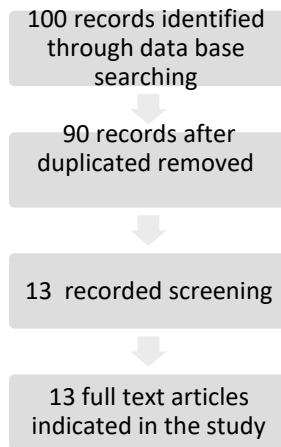 100 records identified
through data base
searching
90 records after
duplicated removed
13 recorded screening
13 full text articles
indicated in the study